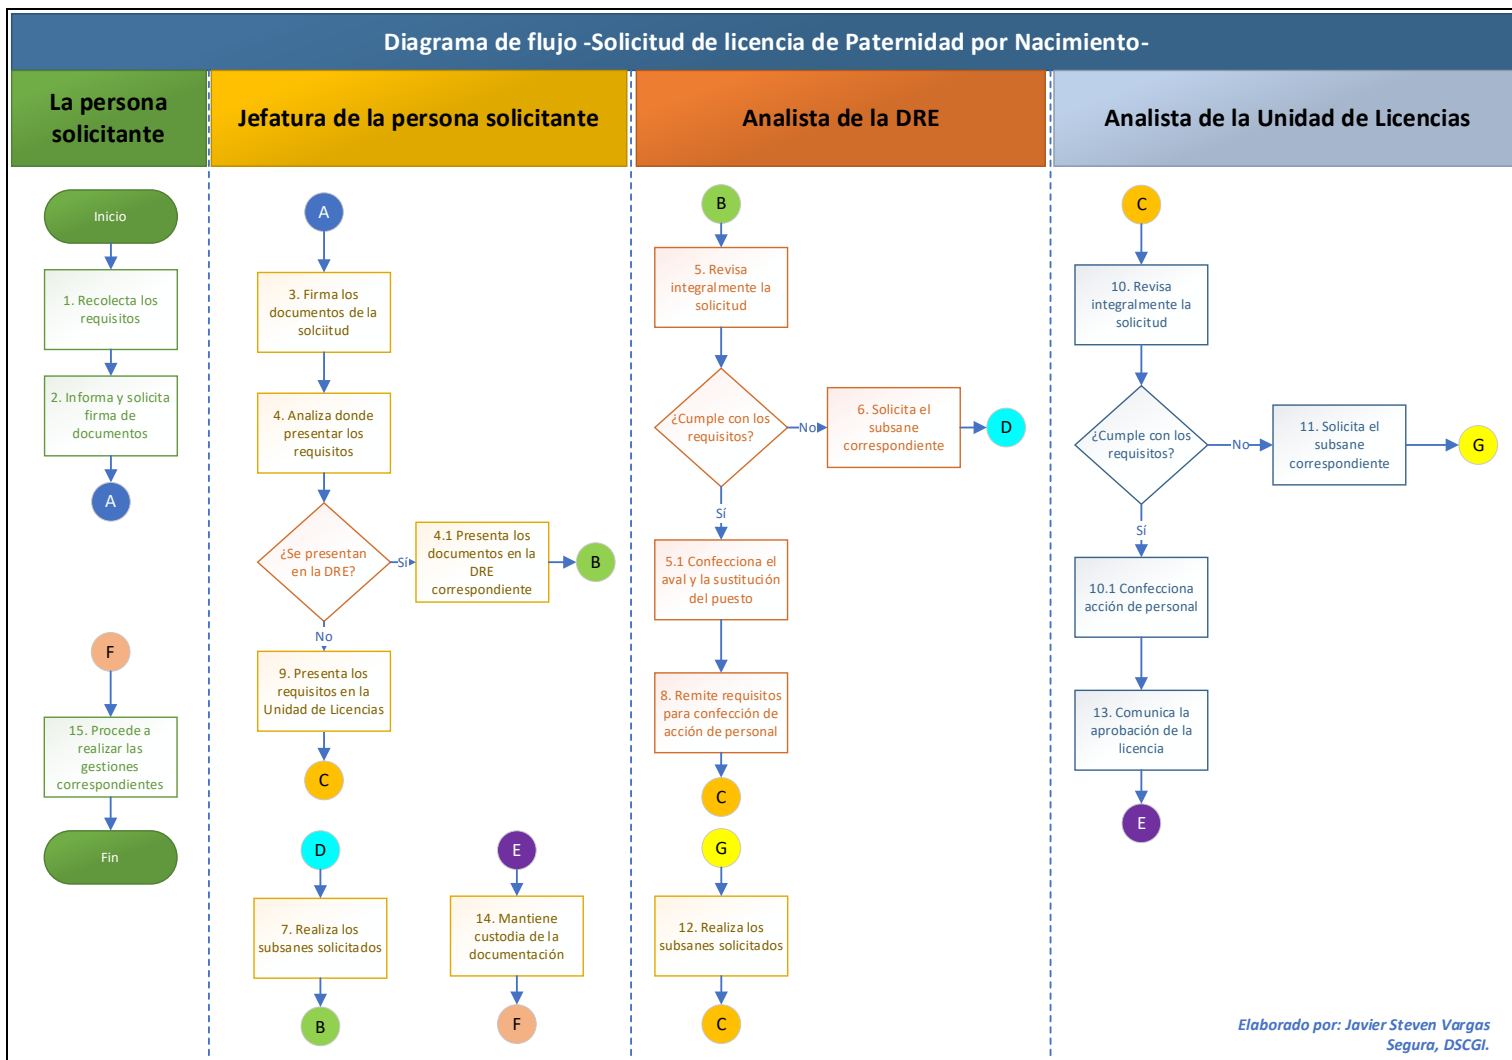 Diagrama de flujo -Solicitud de licencia de Paternidad por Nacimiento-
La persona
solicitante
Jefatura de la persona solicitante
Analista de la DRE
Analista de la Unidad de Licencias
Inicio
1. Recolecta los
requisitos
2. Informa y solicita
firma de
documentos
A
F
15. Procede a
realizar las
gestiones
correspondientes
Fin
A
3. Firma los
documentos de la
solciitud
4. Analiza donde
presentar los
requisitos
¿Se presentan
en la DRE?
Sí
4.1 Presenta los
documentos en la
DRE
correspondiente
B
No
9. Presenta los
requisitos en la
Unidad de Licencias
C
D
7. Realiza los
subsanes solicitados
B
E
14. Mantiene
custodia de la
documentación
F
B
5. Revisa
integralmente la
solicitud
¿Cumple con los
requisitos?
No
6. Solicita el
subsane
correspondiente
D
Sí
5.1 Confecciona el
aval y la sustitución
del puesto
8. Remite requisitos
para confección de
acción de personal
C
G
12. Realiza los
subsanes solicitados
C
C
10. Revisa
integralmente la
solicitud
¿Cumple con los
requisitos?
No
11. Solicita el
subsane
correspondiente
G
Sí
10.1 Confecciona
acción de personal
13. Comunica la
aprobación de la
licencia
E
Elaborado por: Javier Steven Vargas
Segura, DSCGI.